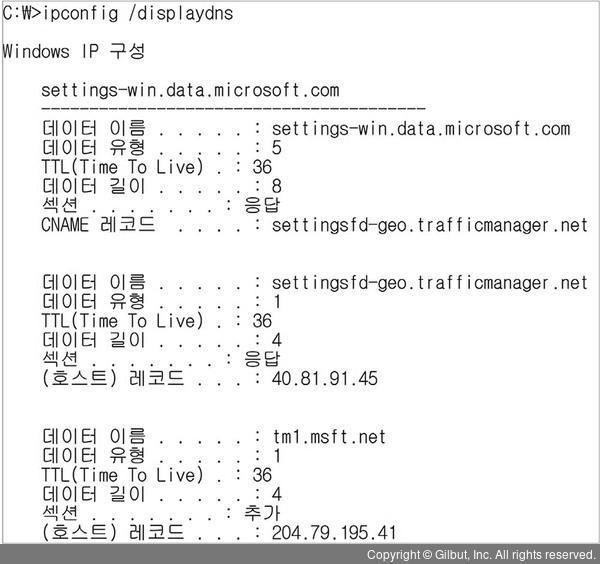 C:₩>ipconfig /displaydns
Windows IP 구성
settings-win.data.microsoft.com
----------------------------------------
데이터 이름 . . . . . : settings-win.data.microsoft.com
데이터 유형 . . . . . : 5
TTL(Time To Live) . : 36
데이터 길이 . . . . . : 8
섹션 . . . . . . . : 응답
CNAME 레코드  . . . . : settingsfd-geo.trafficmanager.net
데이터 이름 . . . . . : settingsfd-geo.trafficmanager.net
데이터 유형 . . . . . : 1
TTL(Time To Live) . : 36
데이터 길이 . . . . . : 4
섹션 . . . . . . . : 응답
(호스트) 레코드 . . . : 40.81.91.45
데이터 이름 . . . . . : tm1.msft.net
데이터 유형 . . . . . : 1
TTL(Time To Live) . : 36
데이터 길이 . . . . . : 4
섹션 . . . . . . . : 추가
(호스트) 레코드 . . . : 204.79.195.41
Copyright © Gilbut, Inc. All rights reserved.